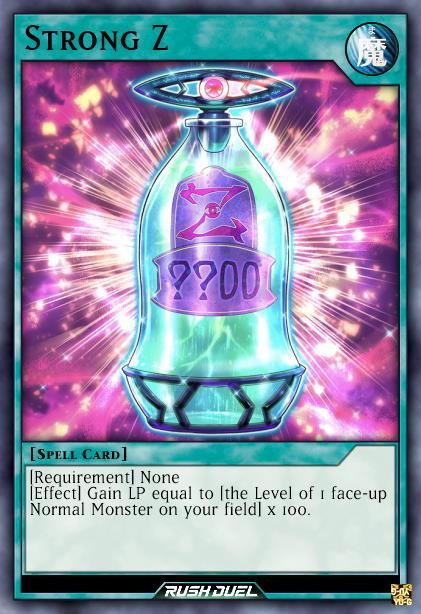 Strong Z
ま
魔
Z
??00
[Spell Card]
[Requirement] None
[Effect] Gain LP equal to [the Level of 1 face-up
Normal Monster on your field] x 100.
RUSH DUEL